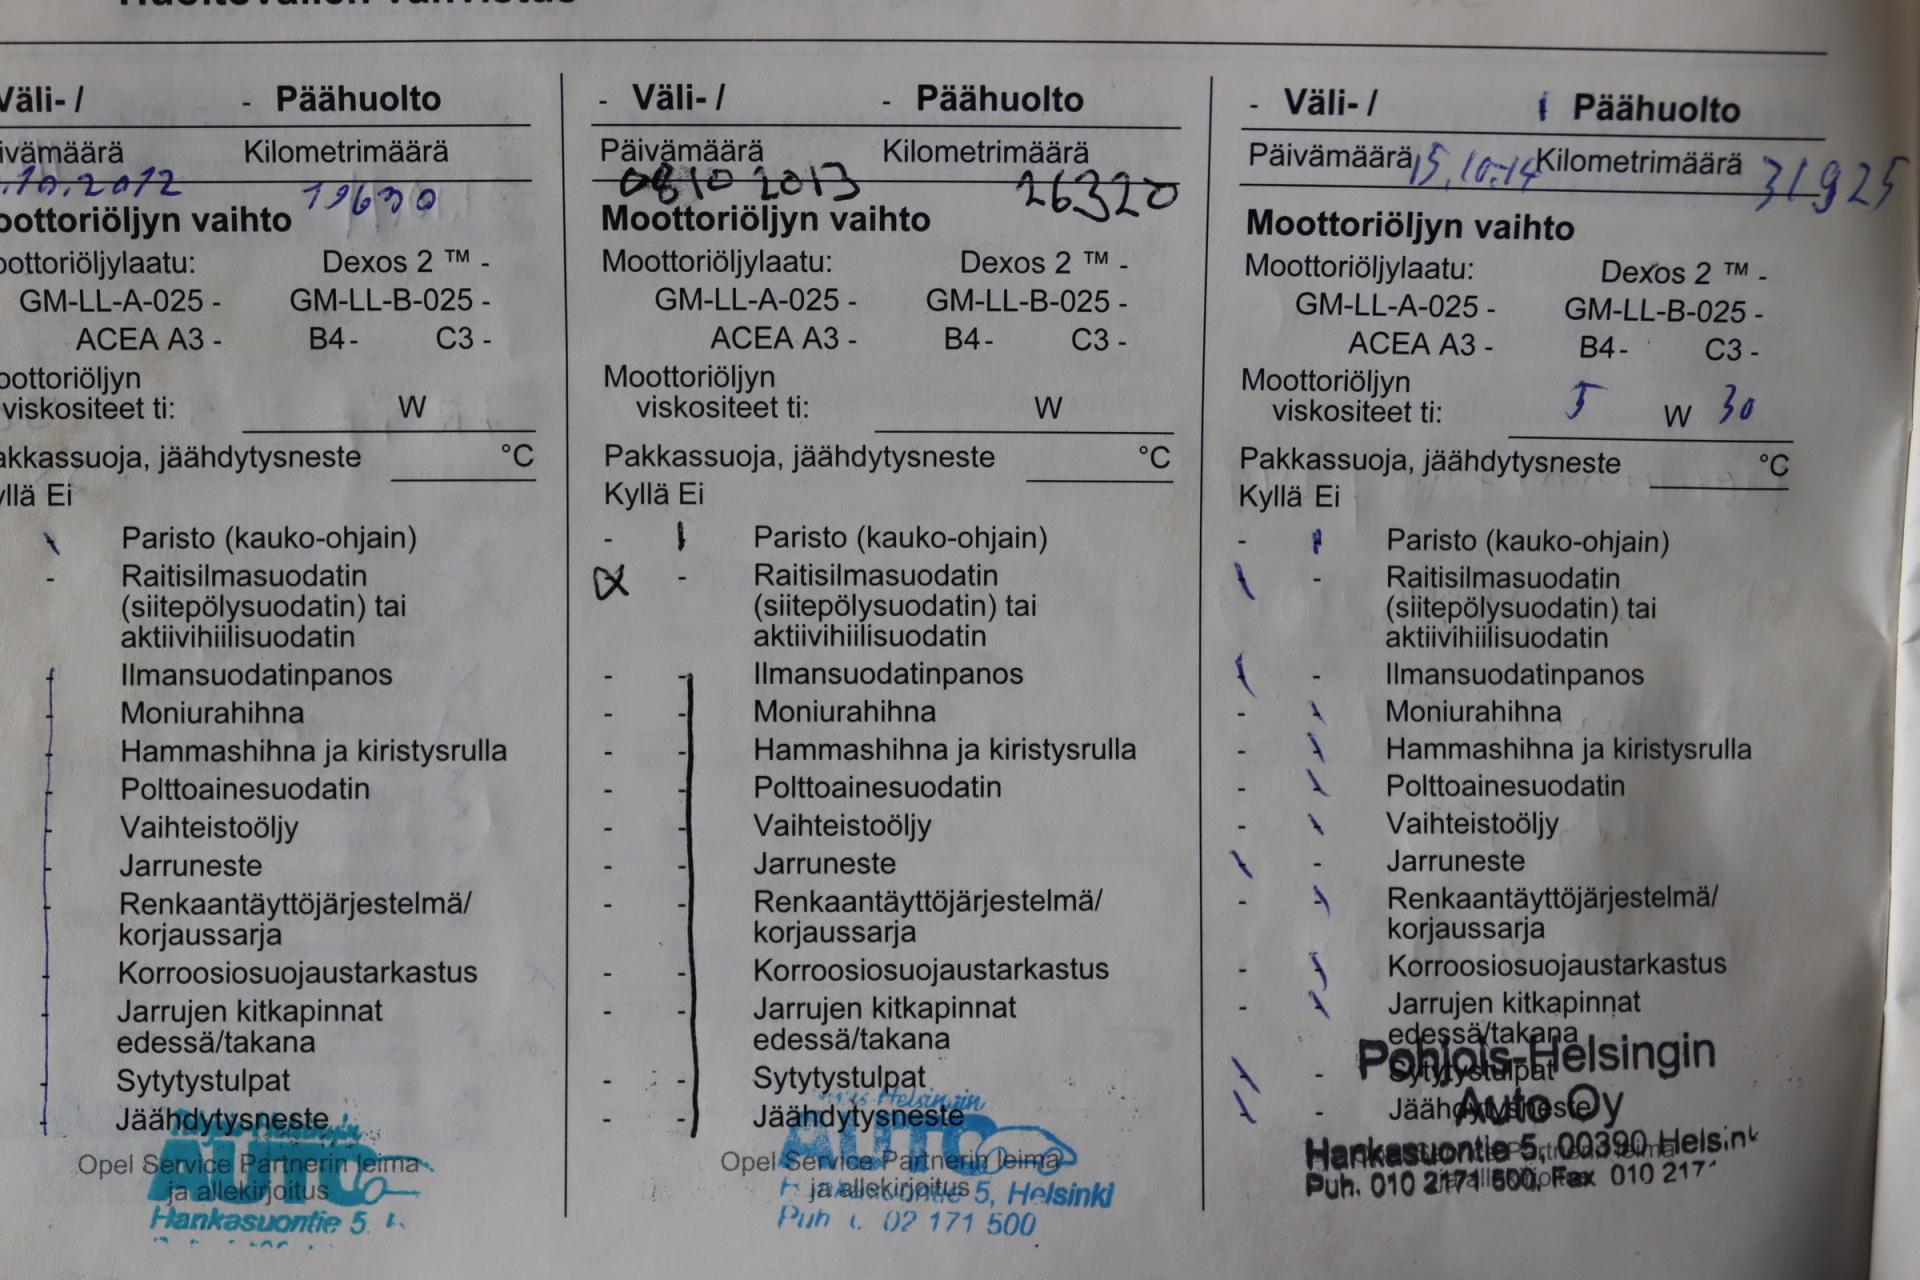 Huoltovälien vahvistus
Väli- / - Päähuolto
ivämäärä Kilometrimäärä
.10.2012 19630
oottoriöljyn vaihto
oottoriöljylaatu: Dexos 2 ™ -
GM-LL-A-025 - GM-LL-B-025 -
ACEA A3 - B4 - C3 -
oottoriöljyn
viskositeet ti: W
akkassuoja, jäähdytysneste °C
yllä Ei
Paristo (kauko-ohjain)
- Raitisilmasuodatin
(siitepölysuodatin) tai
aktiivihiilisuodatin
Ilmansuodatinpanos
Moniurahihna
Hammashihna ja kiristysrulla
Polttoainesuodatin
Vaihteistoöljy
Jarruneste
Renkaantäyttöjärjestelmä/
korjaussarja
Korroosiosuojaustarkastus
Jarrujen kitkapinnat
edessä/takana
Sytytystulpat
Jäähdytysneste
AUTO
Opel Service Partnerin leima
ja allekirjoitus
Hankasuontie 5
- Väli- / - Päähuolto
Päivämäärä Kilometrimäärä
08 10 2013 26320
Moottoriöljyn vaihto
Moottoriöljylaatu: Dexos 2 ™ -
GM-LL-A-025 - GM-LL-B-025 -
ACEA A3 - B4 - C3 -
Moottoriöljyn
viskositeet ti: W
Pakkassuoja, jäähdytysneste °C
Kyllä Ei
- Paristo (kauko-ohjain)
- Raitisilmasuodatin
(siitepölysuodatin) tai
aktiivihiilisuodatin
- - Ilmansuodatinpanos
- - Moniurahihna
- - Hammashihna ja kiristysrulla
- - Polttoainesuodatin
- - Vaihteistoöljy
- - Jarruneste
- - Renkaantäyttöjärjestelmä/
korjaussarja
- - Korroosiosuojaustarkastus
- - Jarrujen kitkapinnat
edessä/takana
- - Sytytystulpat
Helsingin
- - Jäähdytysneste
AUTO
Opel Service Partnerin leima
ja allekirjoitus
5, Helsinki
Puh 02 171 500
- Väli- / Päähuolto
Päivämäärä 15.10.14 Kilometrimäärä 31925
Moottoriöljyn vaihto
Moottoriöljylaatu: Dexos 2 ™ -
GM-LL-A-025 - GM-LL-B-025 -
ACEA A3 - B4 - C3 -
Moottoriöljyn
viskositeet ti: 5 W 30
Pakkassuoja, jäähdytysneste °C
Kyllä Ei
- Paristo (kauko-ohjain)
- Raitisilmasuodatin
(siitepölysuodatin) tai
aktiivihiilisuodatin
- Ilmansuodatinpanos
- Moniurahihna
- Hammashihna ja kiristysrulla
- Polttoainesuodatin
- Vaihteistoöljy
- Jarruneste
- Renkaantäyttöjärjestelmä/
korjaussarja
- Korroosiosuojaustarkastus
- Jarrujen kitkapinnat
edessä/takana
Pohjois-Helsingin
- Sytytystulpat
Auto Oy
- Jäähdytysneste
Hankasuontie 5, 00390 Helsink
Puh. 010 2171 500, Fax 010 217